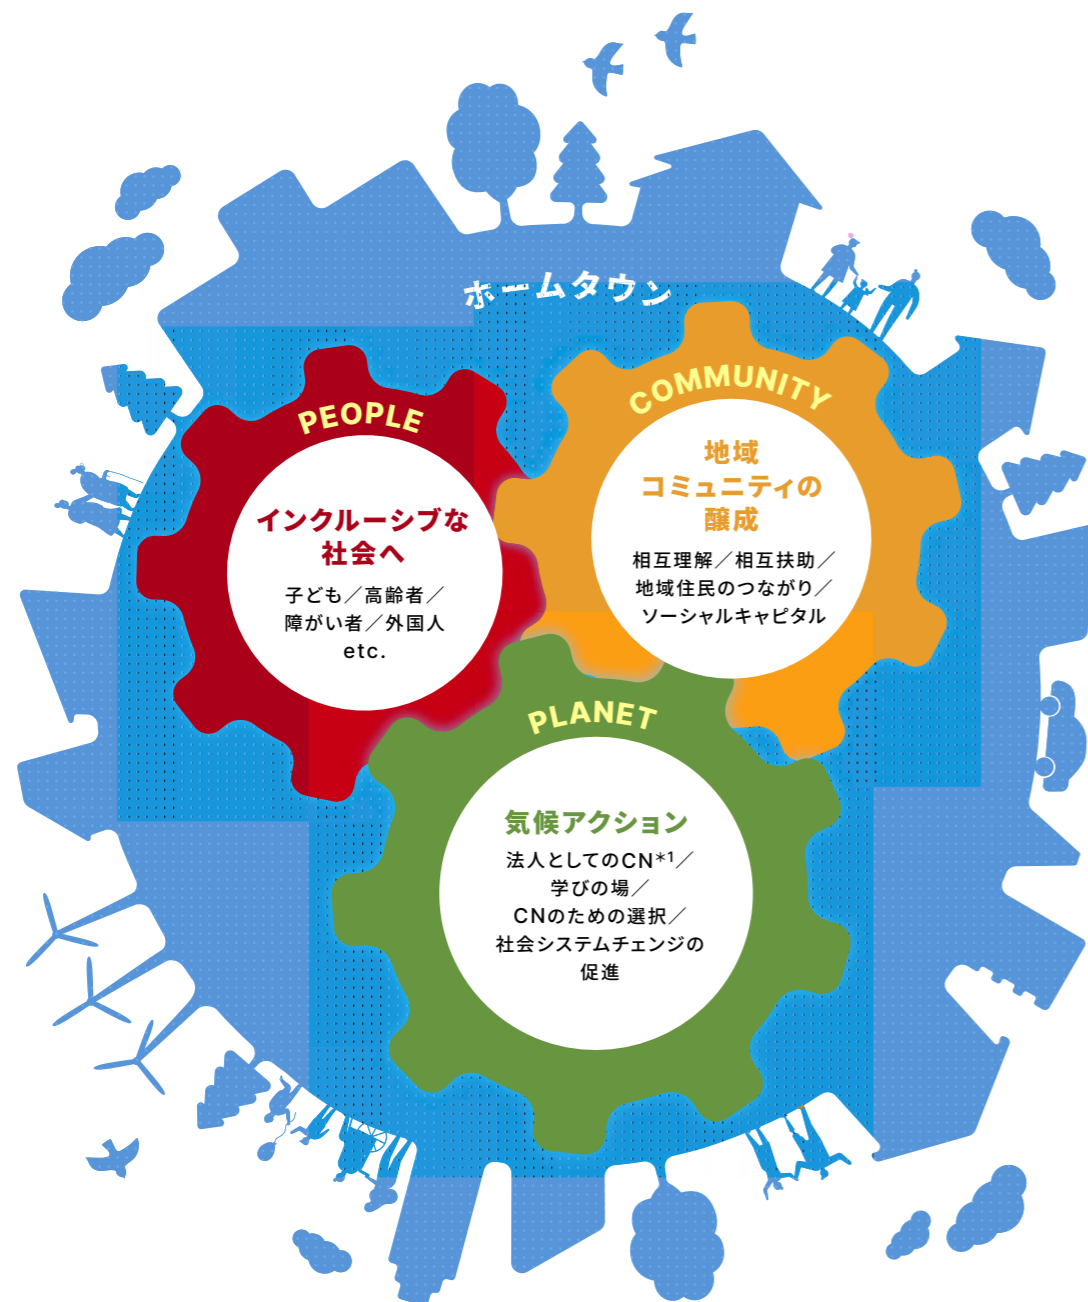 ホームタウン
PEOPLE
インクルーシブな
社会へ
子ども／高齢者／
障がい者／外国人
etc.
COMMUNITY
地域
コミュニティの
醸成
相互理解／相互扶助／
地域住民のつながり／
ソーシャルキャピタル
PLANET
気候アクション
法人としてのCN＊1／
学びの場／
CNのための選択／
社会システムチェンジの
促進